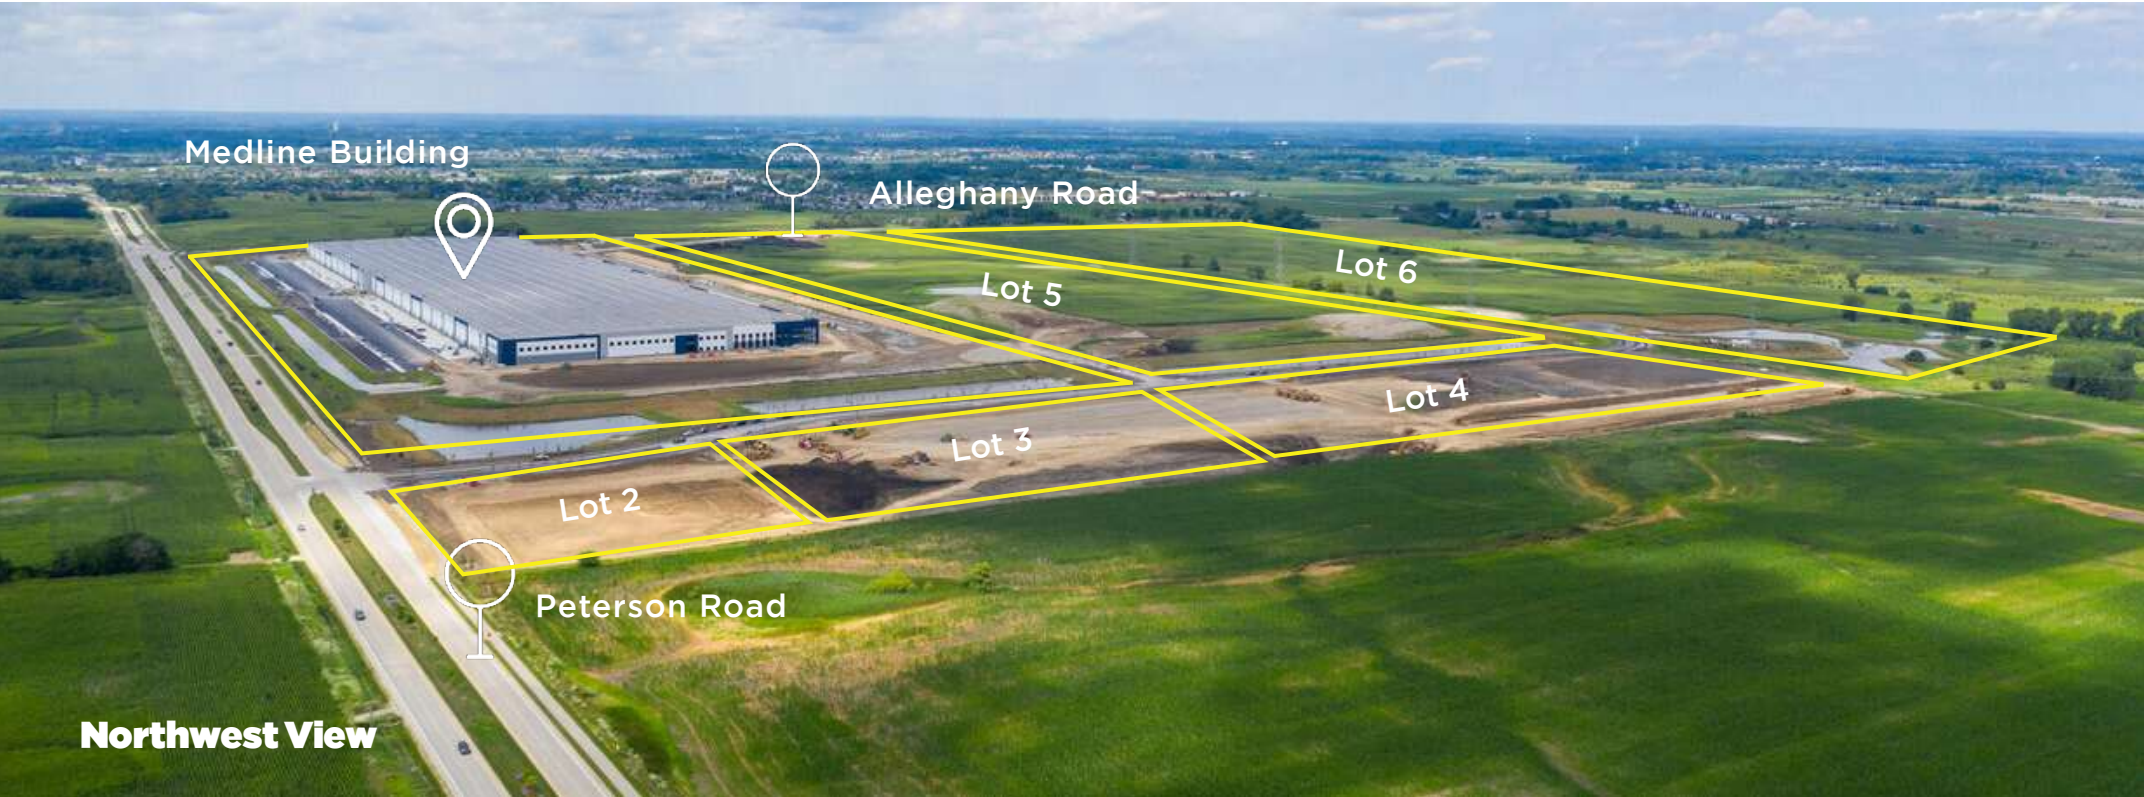 Medline Building
Alleghany Road
Lot 6
Lot 5
Lot 4
Lot 3
Lot 2
Peterson Road
Northwest View